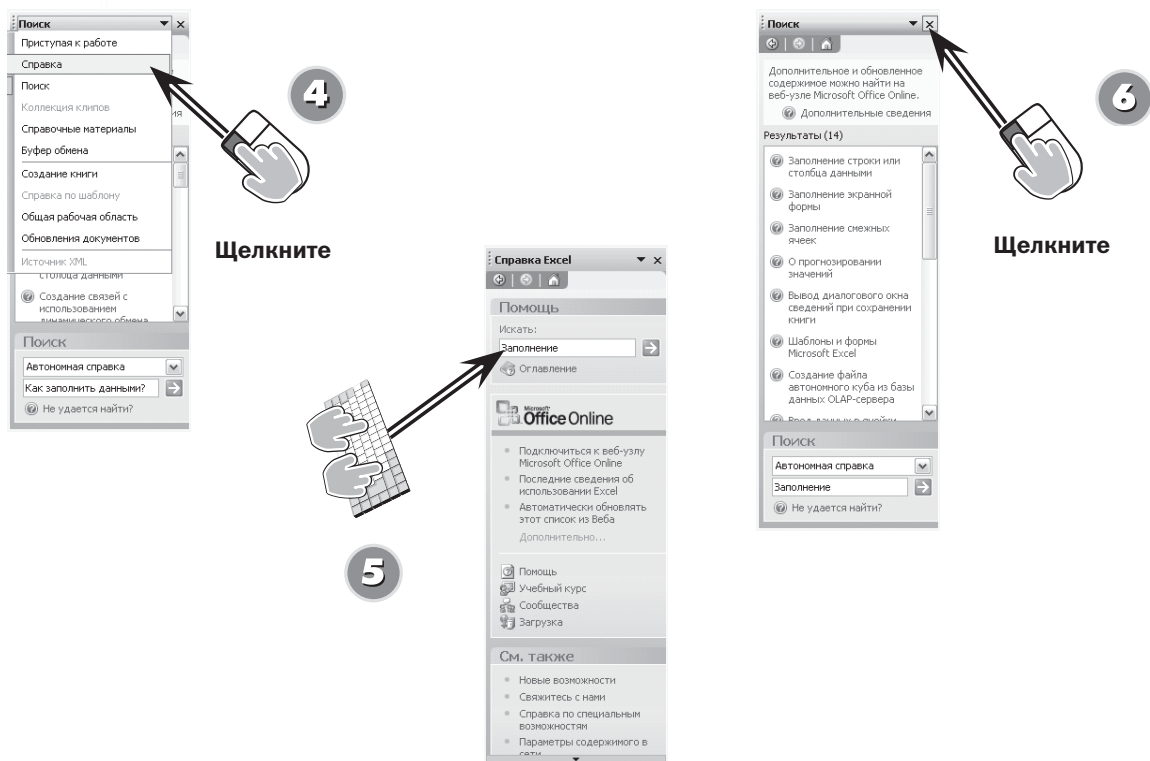 Поиск
Приступая к работе
Справка
Поиск
Коллекция клипов
Справочные материалы
Буфер обмена
Создание книги
Справка по шаблону
Общая рабочая область
Обновления документов
Источник XML
столбца данными
Создание связей с
использованием
динамического обмена
Поиск
Автономная справка
Как заполнить данными?
Не удается найти?
4
Щелкните
Справка Excel
Помощь
Искать:
Заполнение
Оглавление
Microsoft
Office Online
Подключиться к веб-узлу
Microsoft Office Online
Последние сведения об
использовании Excel
Автоматически обновлять
этот список из Веба
Дополнительно...
Помощь
Учебный курс
Сообщества
Загрузка
См. также
Новые возможности
Свяжитесь с нами
Справка по специальным
возможностям
Параметры содержимого в
сети
5
Поиск
Дополнительное и обновленное
содержимое можно найти на
веб-узле Microsoft Office Online.
Дополнительные сведения
Результаты (14)
Заполнение строки или
столбца данными
Заполнение экранной
формы
Заполнение смежных
ячеек
О прогнозировании
значений
Вывод диалогового окна
сведений при сохранении
книги
Шаблоны и формы
Microsoft Excel
Создание файла
автономного куба из базы
данных OLAP-сервера
Ввод данных в ячейки
Поиск
Автономная справка
Заполнение
Не удается найти?
6
Щелкните